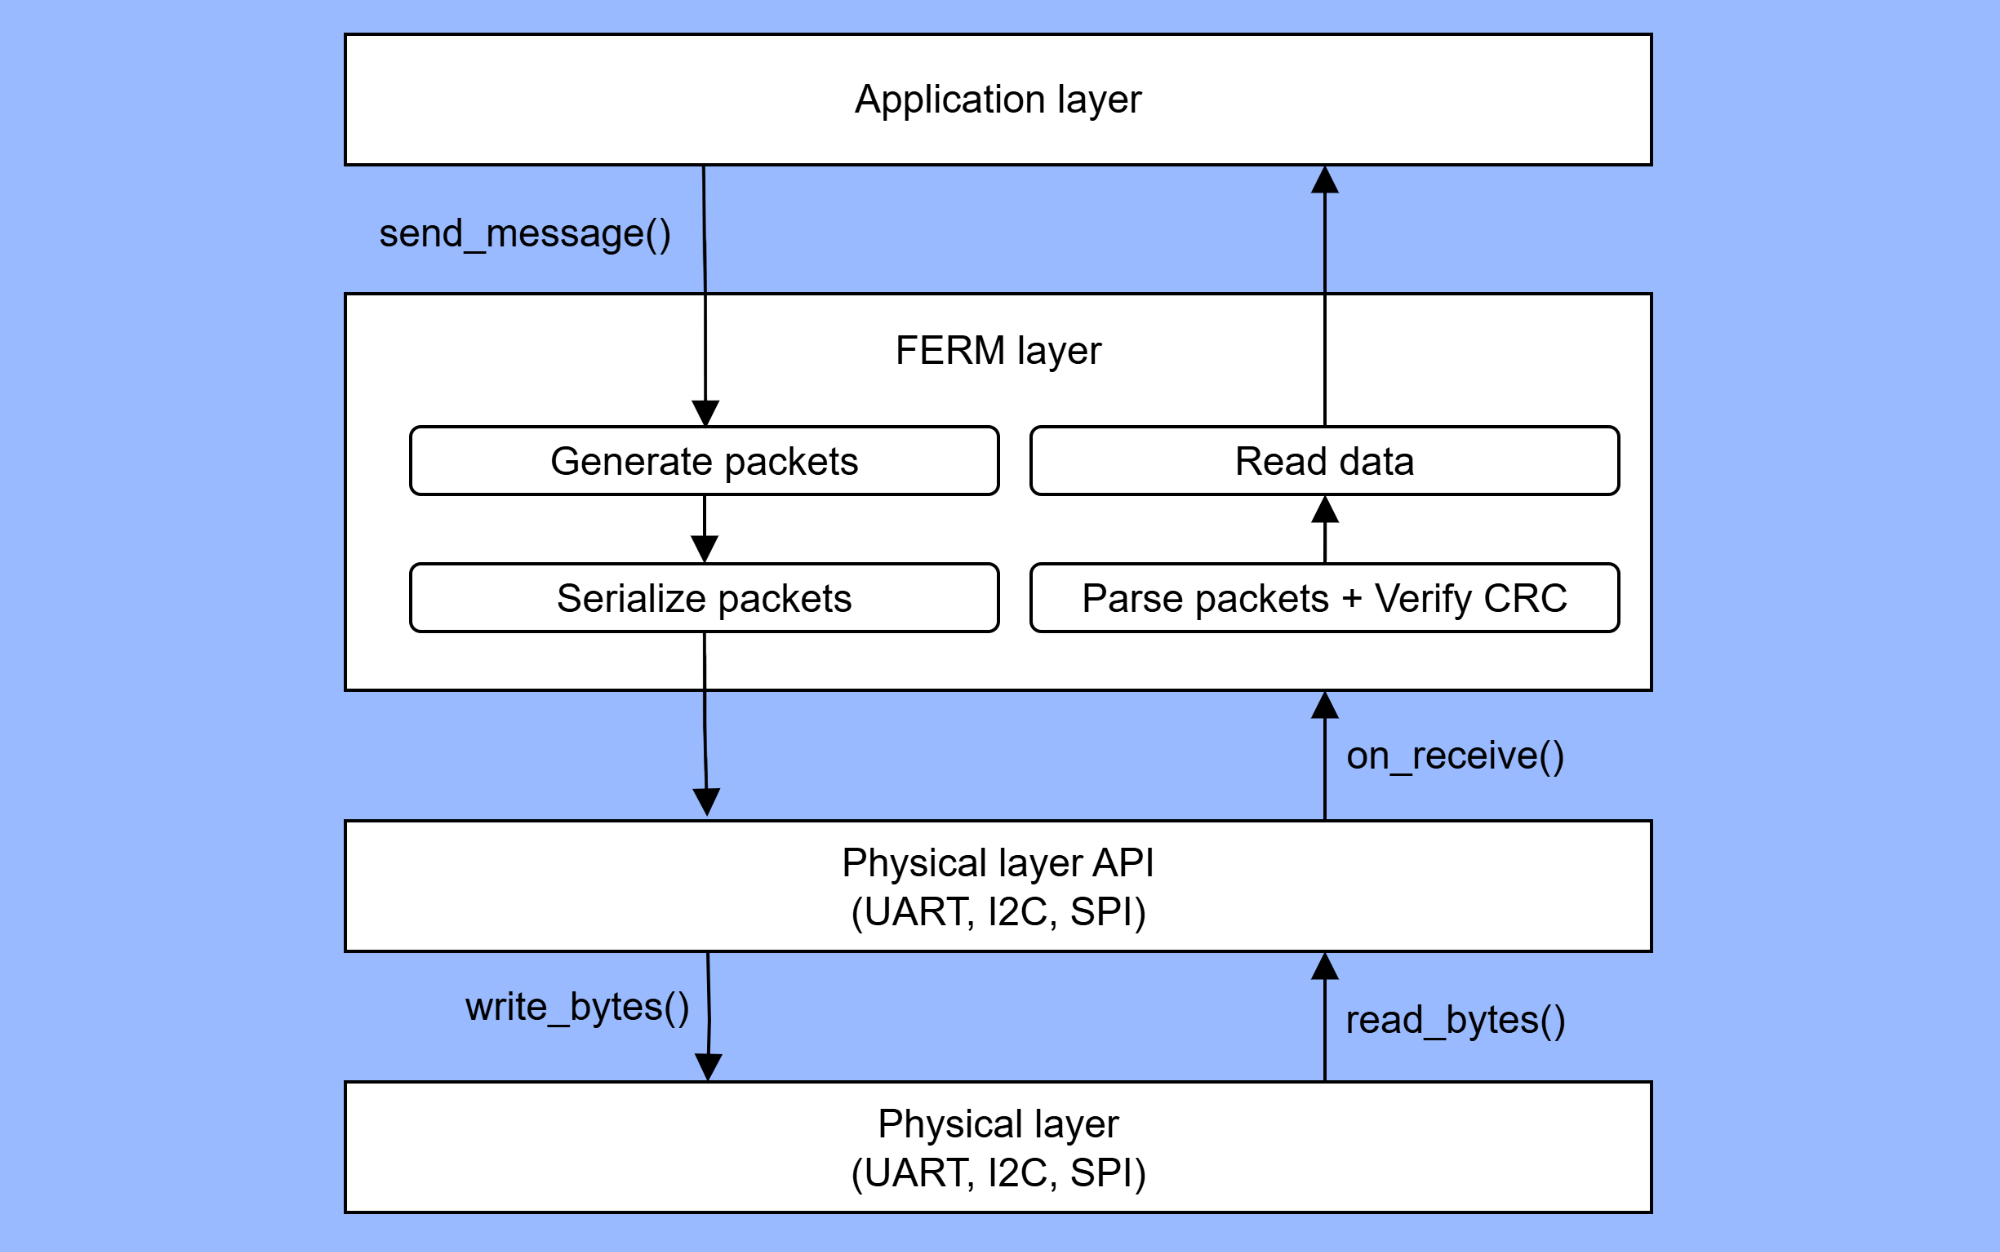 Application layer
send_message()
FERM layer
Generate packets
Read data
Serialize packets
Parse packets + Verify CRC
on_receive()
Physical layer API
(UART, I2C, SPI)
write_bytes()
read_bytes()
Physical layer
(UART, I2C, SPI)